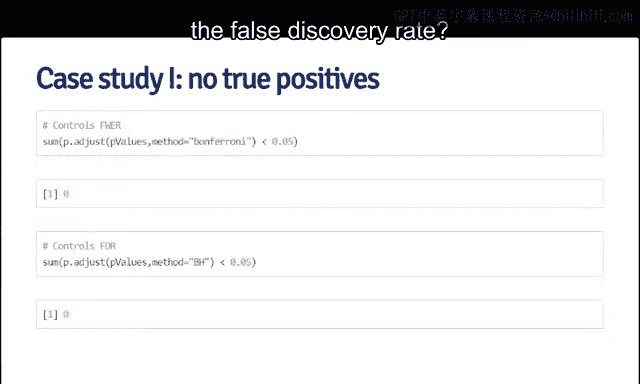 the false discovery rate?
Case study I: no true positives
# Controls FWER
sum(p.adjust(pValues,method="bonferroni") < 0.05)
[1] 0
# Controls FDR
sum(p.adjust(pValues,method="BH") < 0.05)
[1] 0